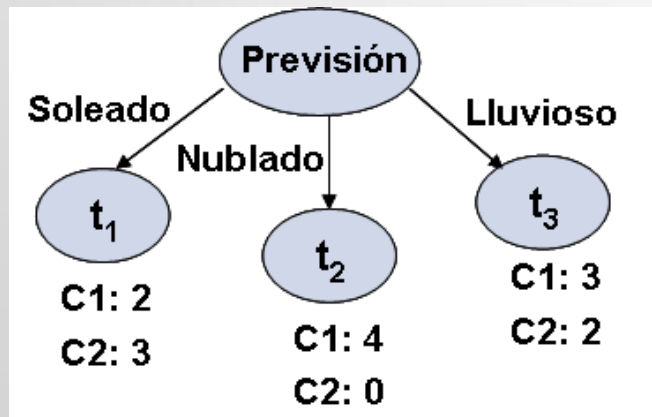 Previsión
Soleado
Nublado
Lluvioso
t1
C1: 2
C2: 3
t2
C1: 4
C2: 0
t3
C1: 3
C2: 2